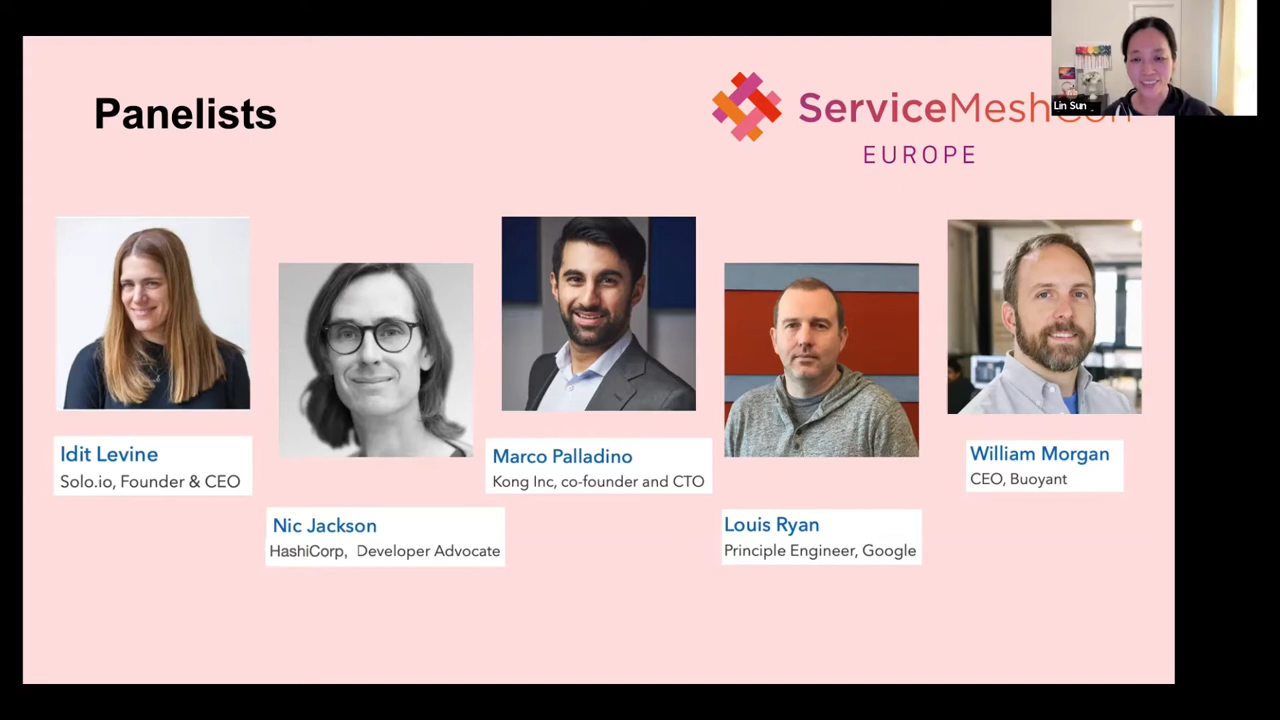 Panelists
ServiceMesh
EUROPE
Lin Sun
Idit Levine
Solo.io, Founder & CEO
Nic Jackson
HashiCorp, Developer Advocate
Marco Palladino
Kong Inc, co-founder and CTO
Louis Ryan
Principle Engineer, Google
William Morgan
CEO, Buoyant